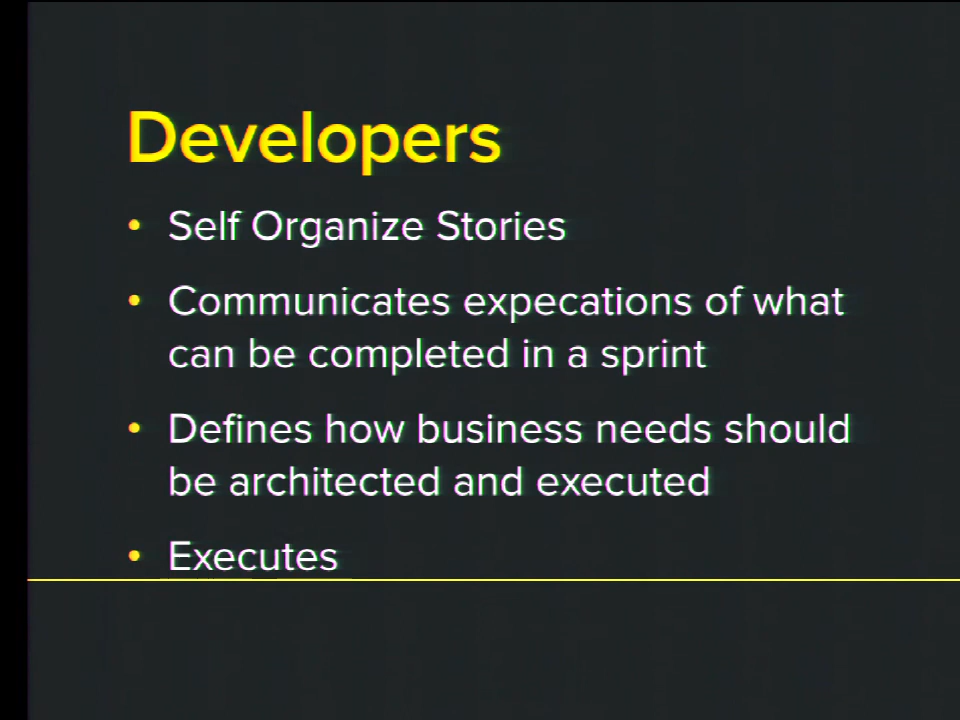 Developers
• Self Organize Stories
• Communicates expecations of what
can be completed in a sprint
• Defines how business needs should
be architected and executed
• Executes